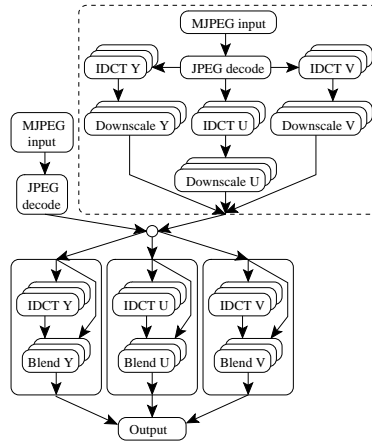 MJPEG input
IDCT Y
JPEG decode
IDCT V
Downscale Y
IDCT U
Downscale V
MJPEG
input
Downscale U
JPEG
decode
IDCT Y
IDCT U
IDCT V
Blend Y
Blend U
Blend V
Output